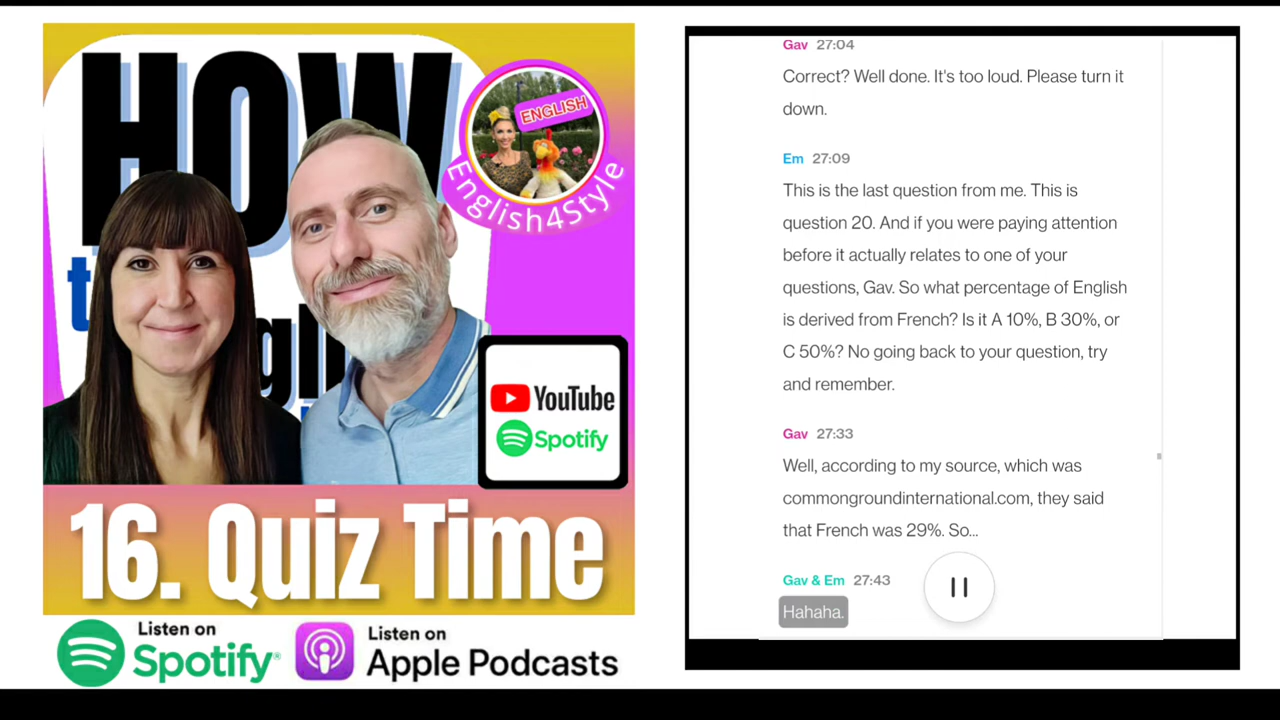 HOW
ENGLISH
English4Style
YouTube
Spotify
16. Quiz Time
Listen on
Spotify
Listen on
Apple Podcasts
Gav 27:04
Correct? Well done. It's too loud. Please turn it
down.
Em 27:09
This is the last question from me. This is
question 20. And if you were paying attention
before it actually relates to one of your
questions, Gav. So what percentage of English
is derived from French? Is it A 10%, B 30%, or
C 50%? No going back to your question, try
and remember.
Gav 27:33
Well, according to my source, which was
commongroundinternational.com, they said
that French was 29%. So...
Gav & Em 27:43
Hahaha.